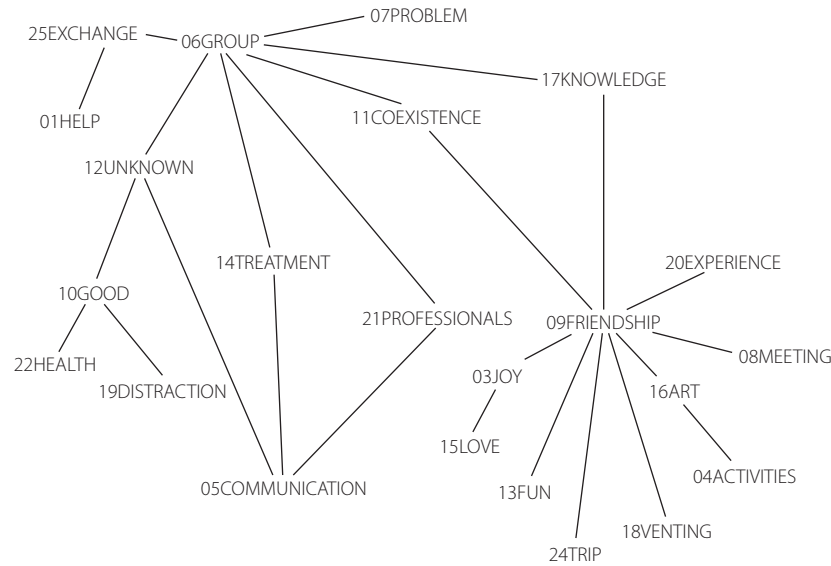 07PROBLEM
25EXCHANGE
06GROUP
17KNOWLEDGE
01HELP
11COEXISTENCE
12UNKNOWN
14TREATMENT
20EXPERIENCE
10GOOD
21PROFESSIONALS
09FRIENDSHIP
08MEETING
22HEALTH
03JOY
19DISTRACTION
16ART
15LOVE
04ACTIVITIES
05COMMUNICATION
13FUN
18VENTING
24TRIP